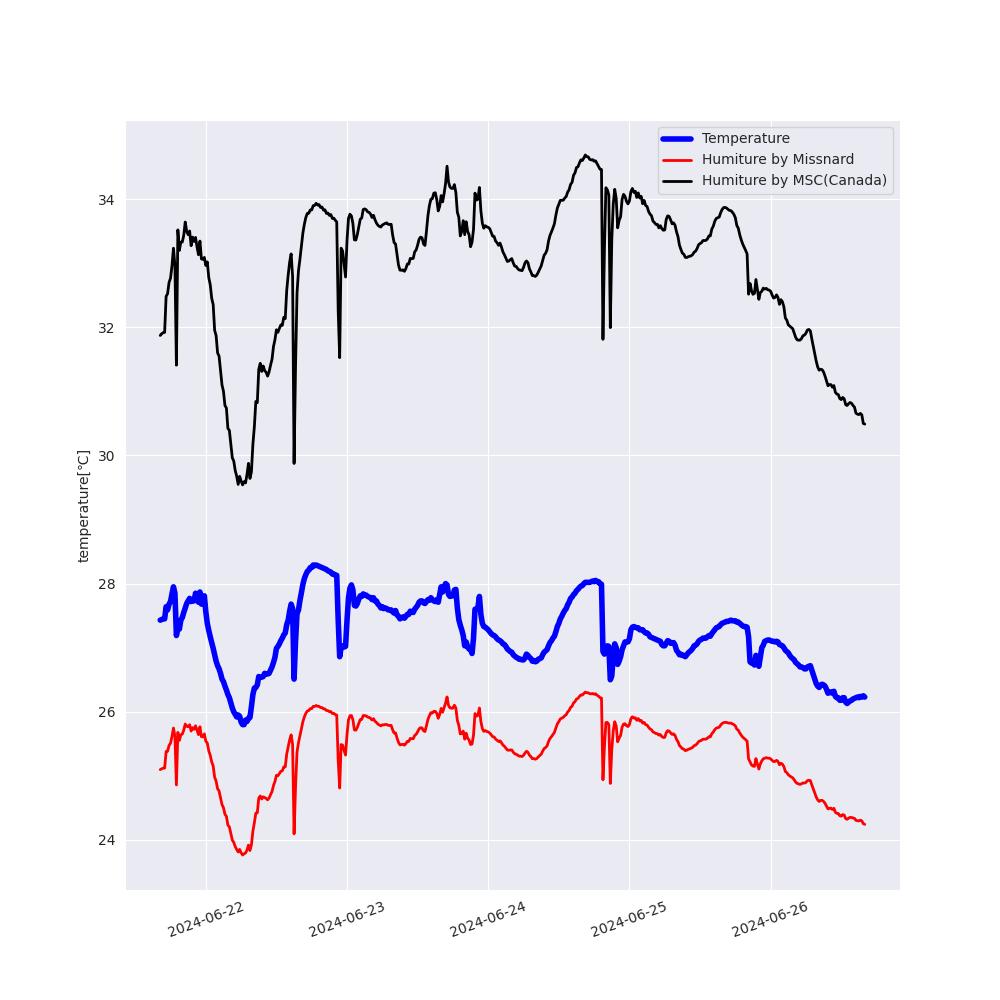 Temperature
Humiture by Missnard
Humiture by MSC(Canada)
34
32
30
28
26
24
temperature[℃]
2024-06-22
2024-06-23
2024-06-24
2024-06-25
2024-06-26